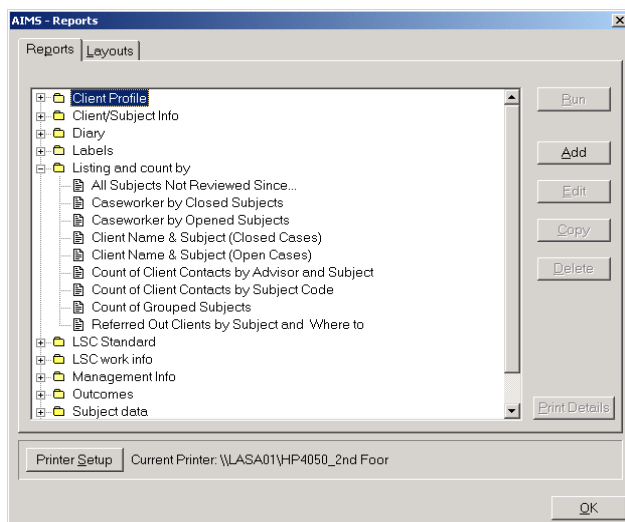 AIMS - Reports
Reports Layouts
Client Profile
Client/Subject Info
Diary
Labels
Listing and count by
All Subjects Not Reviewed Since...
Caseworker by Closed Subjects
Caseworker by Opened Subjects
Client Name & Subject (Closed Cases)
Client Name & Subject (Open Cases)
Count of Client Contacts by Advisor and Subject
Count of Client Contacts by Subject Code
Count of Grouped Subjects
Referred Out Clients by Subject and Where to
LSC Standard
LSC work info
Management Info
Outcomes
Subject data
Run
Add
Edit
Copy
Delete
Print Details
Printer Setup Current Printer: \\LASA01\HP4050_2nd Foor
OK